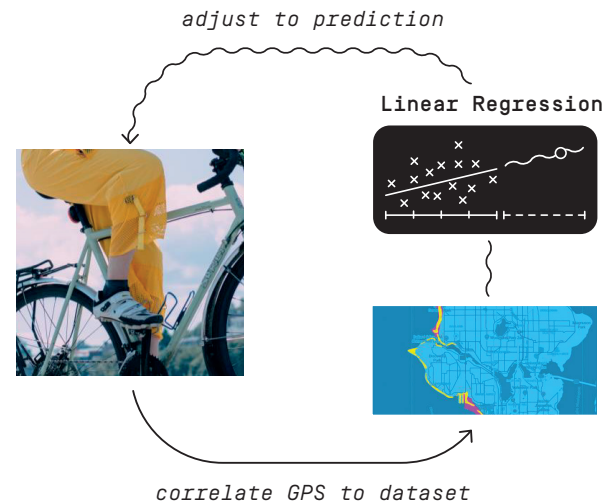 adjust to prediction
Linear Regression
correlate GPS to dataset